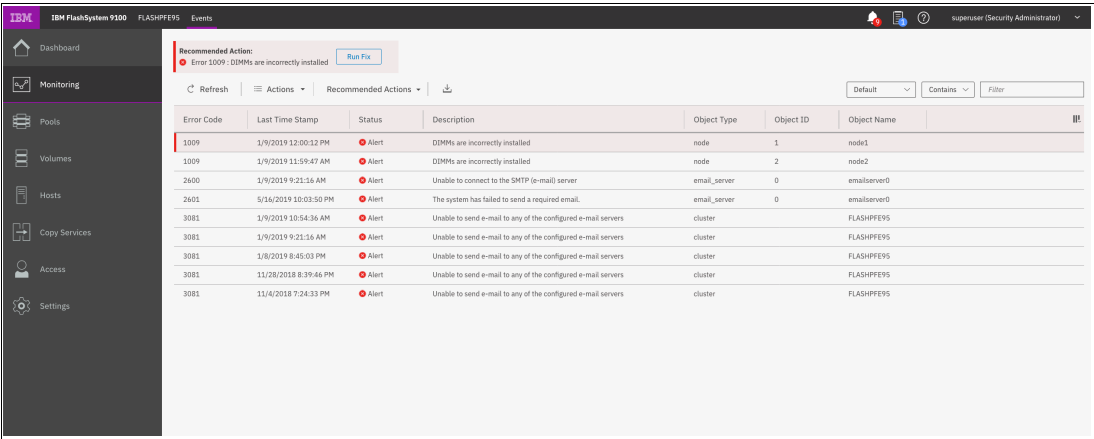 IBM IBM FlashSystem 9100 FLASHPFE95 Events 9 1 superuser (Security Administrator)
Dashboard
Monitoring
Pools
Volumes
Hosts
Copy Services
Access
Settings
Recommended Action:
Error 1009 : DIMMs are incorrectly installed Run Fix
Refresh Actions Recommended Actions Default Contains Filter
Error Code Last Time Stamp Status Description Object Type Object ID Object Name
1009 1/9/2019 12:00:12 PM Alert DIMMs are incorrectly installed node 1 node1
1009 1/9/2019 11:59:47 AM Alert DIMMs are incorrectly installed node 2 node2
2600 1/9/2019 9:21:16 AM Alert Unable to connect to the SMTP (e-mail) server email_server 0 emailserver0
2601 5/16/2019 10:03:50 PM Alert The system has failed to send a required email. email_server 0 emailserver0
3081 1/9/2019 10:54:36 AM Alert Unable to send e-mail to any of the configured e-mail servers cluster FLASHPFE95
3081 1/9/2019 9:21:16 AM Alert Unable to send e-mail to any of the configured e-mail servers cluster FLASHPFE95
3081 1/8/2019 8:45:03 PM Alert Unable to send e-mail to any of the configured e-mail servers cluster FLASHPFE95
3081 11/28/2018 8:39:46 PM Alert Unable to send e-mail to any of the configured e-mail servers cluster FLASHPFE95
3081 11/4/2018 7:24:33 PM Alert Unable to send e-mail to any of the configured e-mail servers cluster FLASHPFE95